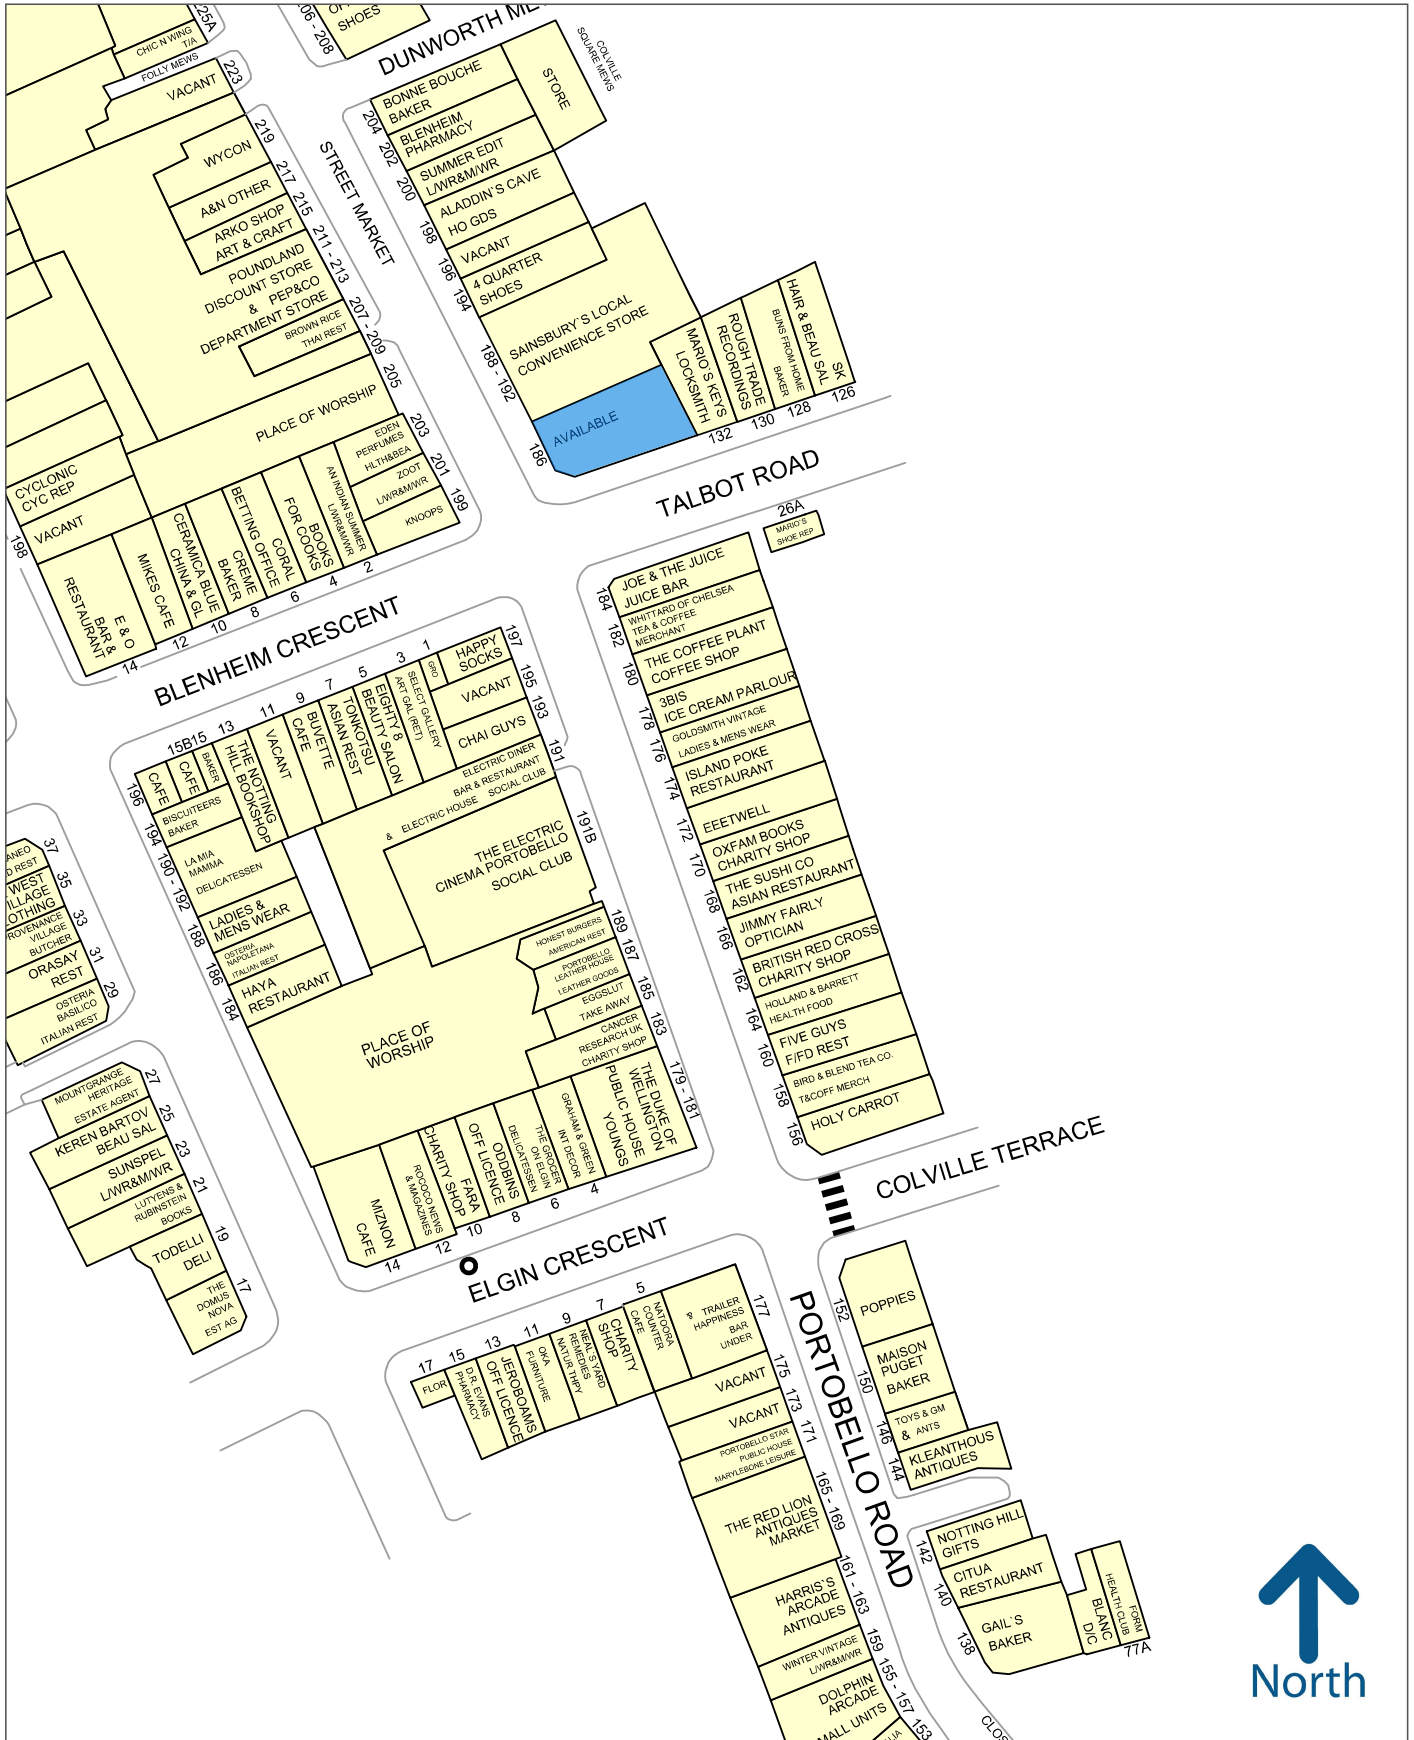 25A
CHIC N WING
T/A
FOLLY MEWS
VACANT
223
206 - 208
SHOES
COLVILLE
SQUARE MEWS
STORE
204
BONNE BOUCHE
BAKER
202
BLENHEIM
PHARMACY
200
SUMMER EDIT
L/WR&M/WR
198
ALADDIN`S CAVE
HO GDS
196
VACANT
194
4 QUARTER
SHOES
188 - 192
SAINSBURY`S LOCAL
CONVENIENCE STORE
186
AVAILABLE
MARIO`S KEYS
LOCKSMITH
132
ROUGH TRADE
RECORDINGS
130
BUNS FROM HOME
BAKER
128
HAIR & BEAU SAL
SK
126
STREET MARKET
219
WYCON
217
A&N OTHER
215
ARKO SHOP
ART & CRAFT
211 - 213
POUNDLAND
DISCOUNT STORE
& PEP&CO
DEPARTMENT STORE
207 - 209
BROWN RICE
THAI REST
205
PLACE OF WORSHIP
203
EDEN
PERFUMES
HLTH&BEA
201
ZOOT
L/WR&M/WR
199
KNOOPS
CYCLONIC
CYC REP
VACANT
198
E & O
BAR &
RESTAURANT
14
MIKES CAFE
12
CERAMICA BLUE
CHINA & GL
10
CREME
BAKER
8
CORAL
BETTING OFFICE
6
BOOKS
FOR COOKS
4
AN INDIAN SUMMER
L/WR&M/WR
2
BLENHEIM CRESCENT
TALBOT ROAD
26A
MARIO`S
SHOE REP
184
JOE & THE JUICE
JUICE BAR
182
WHITTARD OF CHELSEA
TEA & COFFEE
MERCHANT
180
THE COFFEE PLANT
COFFEE SHOP
178
3BIS
ICE CREAM PARLOUR
176
GOLDSMITH VINTAGE
LADIES & MENS WEAR
174
ISLAND POKE
RESTAURANT
172
EEETWELL
170
OXFAM BOOKS
CHARITY SHOP
168
THE SUSHI CO
ASIAN RESTAURANT
166
JIMMY FAIRLY
OPTICIAN
162
BRITISH RED CROSS
CHARITY SHOP
164
HOLLAND & BARRETT
HEALTH FOOD
160
FIVE GUYS
F/FD REST
158
BIRD & BLEND TEA CO.
T&COFF MERCH
156
HOLY CARROT
COLVILLE TERRACE
197
HAPPY
SOCKS
1
GRO
3
SELECT GALLERY
ART GAL (RET)
5
EIGHTY 8
BEAUTY SALON
7
TONKOTSU
ASIAN REST
9
BUVETTE
CAFE
11
VACANT
13
THE NOTTING
HILL BOOKSHOP
15
BAKER
15B
CAFE
196
CAFE
195
VACANT
193
CHAI GUYS
191
ELECTRIC DINER
BAR & RESTAURANT
& ELECTRIC HOUSE SOCIAL CLUB
191B
THE ELECTRIC
CINEMA PORTOBELLO
SOCIAL CLUB
194
BISCUITEERS
BAKER
190 - 192
LA MIA
MAMMA
DELICATESSEN
188
LADIES &
MENS WEAR
186
OSTERIA
NAPOLETANA
ITALIAN REST
184
HAYA
RESTAURANT
PLACE OF
WORSHIP
189
HONEST BURGERS
AMERICAN REST
187
PORTOBELLO
LEATHER HOUSE
LEATHER GOODS
185
EGGSLUT
TAKE AWAY
183
CANCER
RESEARCH UK
CHARITY SHOP
179 - 181
THE DUKE OF
WELLINGTON
PUBLIC HOUSE
YOUNGS
4
GRAHAM & GREEN
INT DECOR
6
THE GROCER
ON ELGIN
DELICATESSEN
8
ODDBINS
OFF LICENCE
10
FARA
CHARITY SHOP
12
ROCOCO NEWS
& MAGAZINES
14
MIZNON
CAFE
ELGIN CRESCENT
37
D REST
35
WEST
33
VILLAGE
BUTCHER
31
ORASAY
REST
29
OSTERIA
BASILICO
ITALIAN REST
27
MOUNTGRANGE
HERITAGE
ESTATE AGENT
25
KEREN BARTOV
BEAU SAL
23
SUNSPEL
L/WR&M/WR
21
LUTYENS &
RUBINSTEIN
BOOKS
19
TODELLI
DELI
17
THE
DOMUS
NOVA
EST AG
17
FLOR
15
D.R. EVANS
PHARMACY
13
JEROBOAMS
OFF LICENCE
11
OKA
FURNITURE
9
NEAL`S YARD
REMEDIES
NATUR THPY
7
CHARITY
SHOP
5
NATOORA
COUNTER
CAFE
177
& TRAILER
HAPPINESS
BAR
UNDER
175
VACANT
173
VACANT
171
PORTOBELLO STAR
PUBLIC HOUSE
MARYLEBONE LEISURE
165 - 169
THE RED LION
ANTIQUES
MARKET
161 - 163
HARRIS`S
ARCADE
ANTIQUES
159
WINTER VINTAGE
L/WR&M/WR
155 - 157
DOLPHIN
ARCADE
MALL UNITS
153
PORTOBELLO ROAD
152
POPPIES
150
MAISON
PUGET
BAKER
146
TOYS & GM
& ANTS
144
KLEANTHOUS
ANTIQUES
142
NOTTING HILL
GIFTS
140
CITUA
RESTAURANT
138
GAIL`S
BAKER
BLANC
D/C
FORM
HEALTH CLUB
77A
North